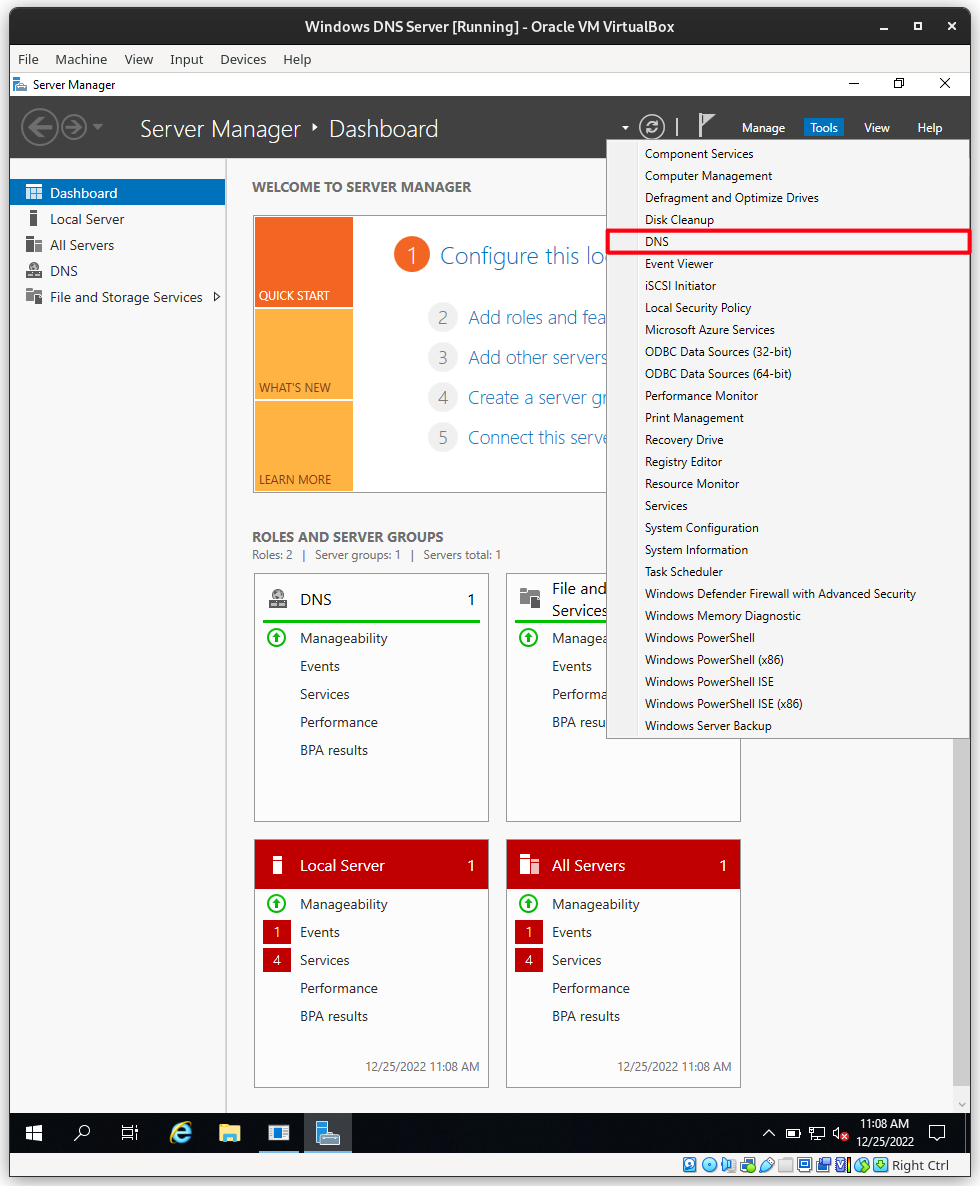 Windows DNS Server [Running] - Oracle VM VirtualBox
File Machine View Input Devices Help
Server Manager
Server Manager Dashboard
Manage Tools View Help
Dashboard
Local Server
All Servers
DNS
File and Storage Services
WELCOME TO SERVER MANAGER
QUICK START
WHAT'S NEW
LEARN MORE
1 Configure this lo
2 Add roles and fea
3 Add other servers
4 Create a server gr
5 Connect this serve
Component Services
Computer Management
Defragment and Optimize Drives
Disk Cleanup
DNS
Event Viewer
iSCSI Initiator
Local Security Policy
Microsoft Azure Services
ODBC Data Sources (32-bit)
ODBC Data Sources (64-bit)
Performance Monitor
Print Management
Recovery Drive
Registry Editor
Resource Monitor
Services
System Configuration
System Information
Task Scheduler
Windows Defender Firewall with Advanced Security
Windows Memory Diagnostic
Windows PowerShell
Windows PowerShell (x86)
Windows PowerShell ISE
Windows PowerShell ISE (x86)
Windows Server Backup
ROLES AND SERVER GROUPS
Roles: 2 | Server groups: 1 | Servers total: 1
DNS 1
Manageability
Events
Services
Performance
BPA results
File and
Services
Managea
Events
Performa
BPA resu
Local Server 1
Manageability
1 Events
4 Services
Performance
BPA results
12/25/2022 11:08 AM
All Servers 1
Manageability
1 Events
4 Services
Performance
BPA results
12/25/2022 11:08 AM
11:08 AM
12/25/2022
Right Ctrl